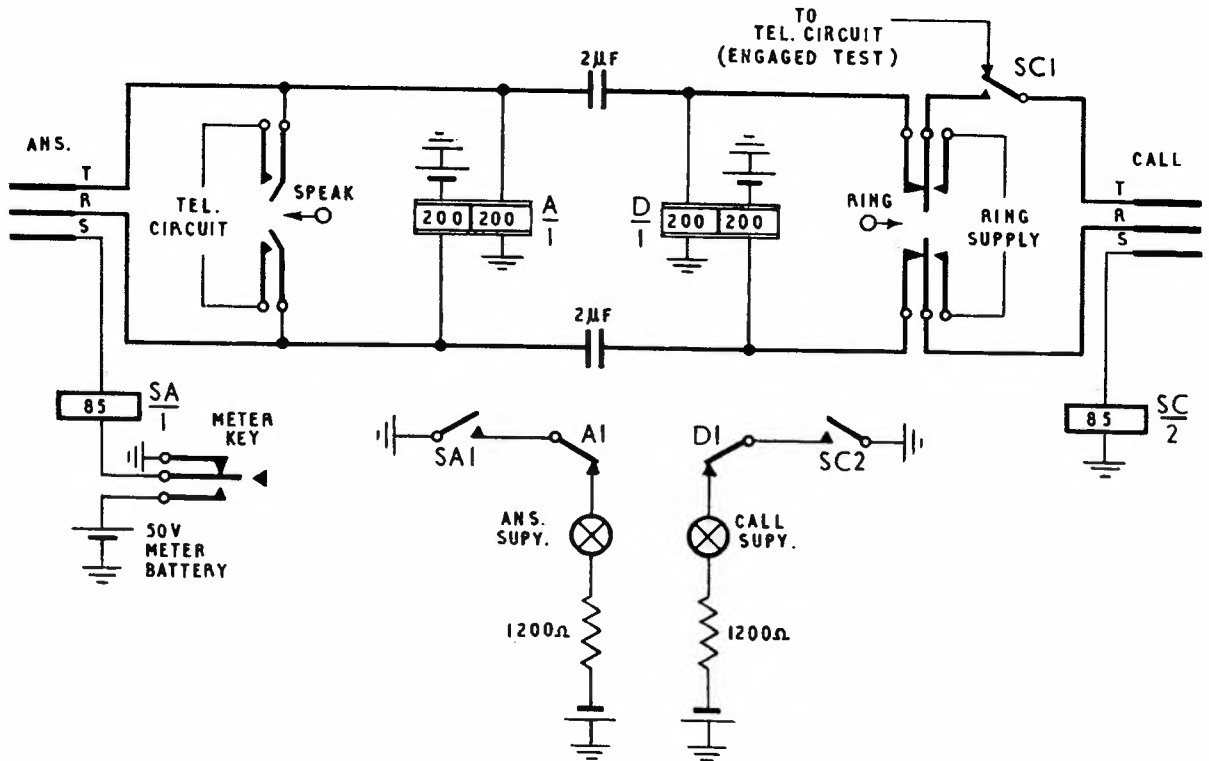 TO
TEL. CIRCUIT
(ENGAGED TEST)
SC1
2µF
ANS.
T
R
S
TEL.
CIRCUIT
SPEAK
200 200
A
1
D
1
200 200
RING
RING
SUPPLY
CALL
T
R
S
2µF
85
SA
1
METER
KEY
50V
METER
BATTERY
SA1
A1
D1
SC2
85
SC
2
ANS.
SUPY.
CALL
SUPY.
1200Ω
1200Ω